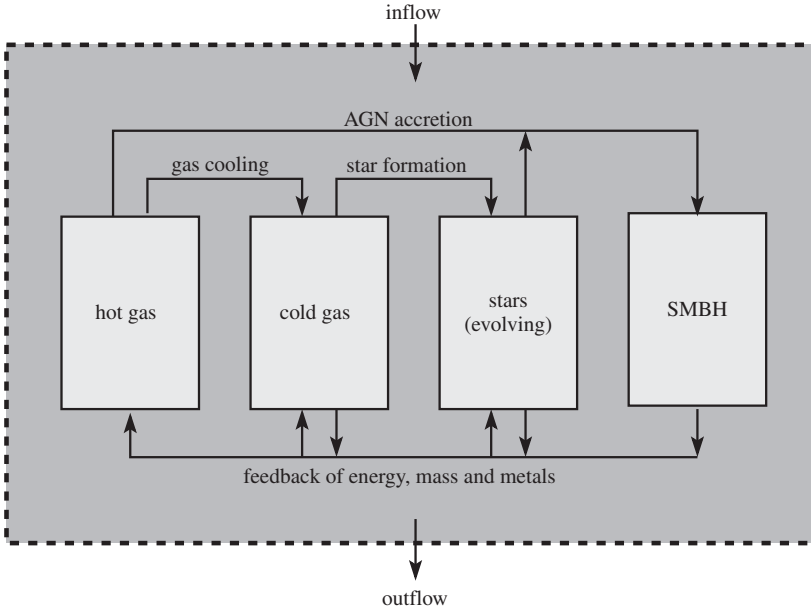 inflow
AGN accretion
gas cooling
star formation
hot gas
cold gas
stars
(evolving)
SMBH
feedback of energy, mass and metals
outflow